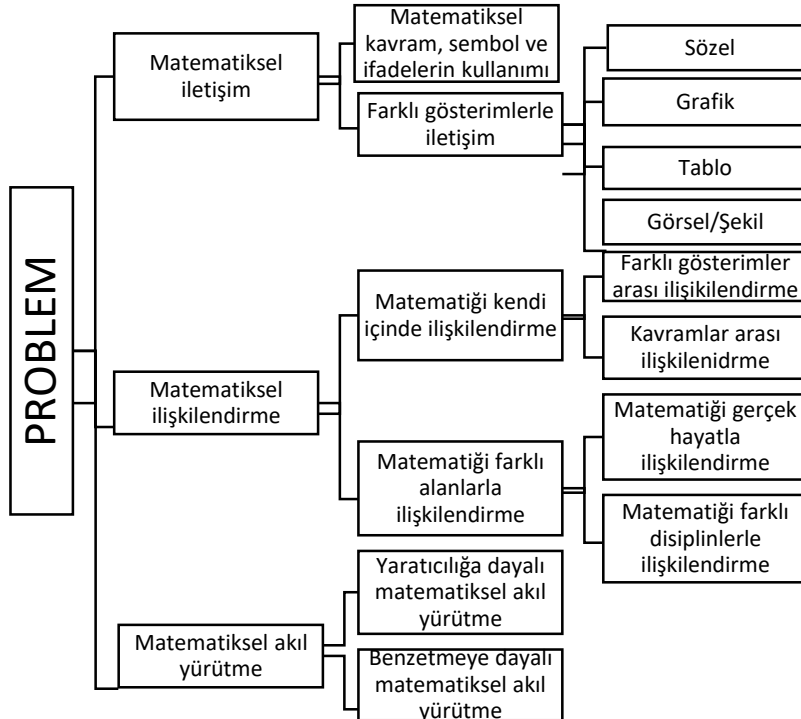 PROBLEM
Matematiksel
iletişim
Matematiksel
kavram, sembol ve
ifadelerin kullanımı
Farklı gösterimlerle
iletişim
Sözel
Grafik
Tablo
Görsel/Şekil
Matematiksel
ilişkilendirme
Matematiği kendi
içinde ilişkilendirme
Farklı gösterimler
arası ilişikilendirme
Kavramlar arası
ilişkilenidrme
Matematiği farklı
alanlarla
ilişkilendirme
Matematiği gerçek
hayatla
ilişkilendirme
Matematiği farklı
disiplinlerle
ilişkilendirme
Matematiksel akıl
yürütme
Yaratıcılığa dayalı
matematiksel akıl
yürütme
Benzetmeye dayalı
matematiksel akıl
yürütme